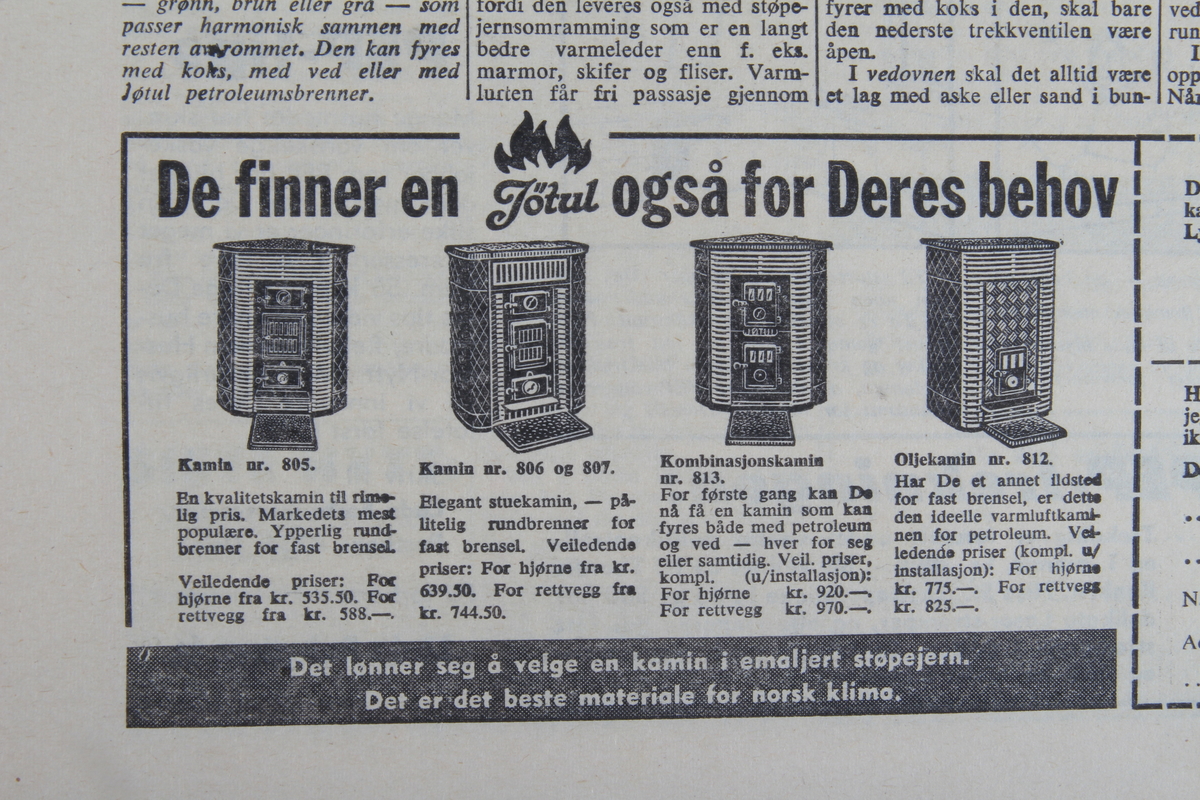 — grønn, brun eller grå — som
passer harmonisk sammen med
resten av rommet. Den kan fyres
med koks, med ved eller med
Jøtul petroleumsbrenner.
fordi den leveres også med støpe-
jernsomramming som er en langt
bedre varmeleder enn f. eks.
marmor, skifer og fliser. Varm-
luften får fri passasje gjennom
fyrer med koks i den, skal bare
den nederste trekkventilen være
åpen.
I vedovnen skal det alltid være
et lag med aske eller sand i bun-
De finner en Jøtul også for Deres behov
Kamin nr. 805.
En kvalitetskamin til rime-
lig pris. Markedets mest
populære. Ypperlig rund-
brenner for fast brensel.
Veiledende priser: For
hjørne fra kr. 535.50. For
rettvegg fra kr. 588.—.
Kamin nr. 806 og 807.
Elegant stuekamin, — på-
litelig rundbrenner for
fast brensel. Veiledende
priser: For hjørne fra kr.
639.50. For rettvegg fra
kr. 744.50.
JØTUL
Kombinasjonskamin
nr. 813.
For første gang kan De
nå få en kamin som kan
fyres både med petroleum
og ved — hver for seg
eller samtidig. Veil. priser,
kompl. (u/installasjon):
For hjørne kr. 920.—.
For rettvegg kr. 970.—.
Oljekamin nr. 812.
Har De et annet ildsted
for fast brensel, er dette
den ideelle varmluftkami-
nen for petroleum. Vei-
ledende priser (kompl. u/
installasjon): For hjørne
kr. 775.—. For rettvegg
kr. 825.—.
Det lønner seg å velge en kamin i emaljert støpejern.
Det er det beste materiale for norsk klima.